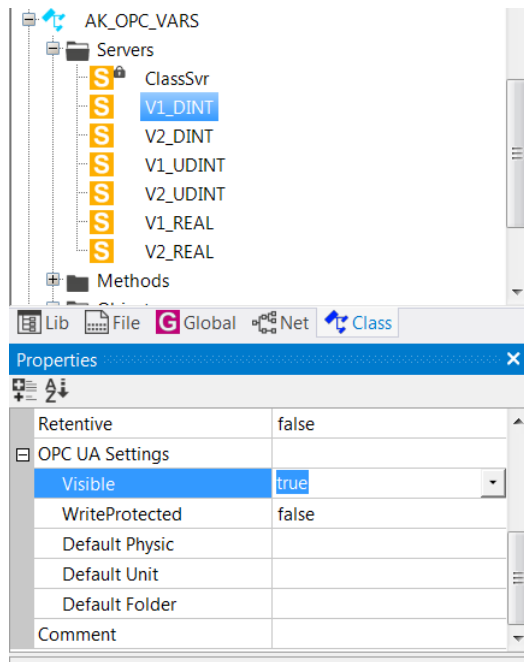 AK_OPC_VARS
Servers
S ClassSvr
S V1_DINT
S V2_DINT
S V1_UDINT
S V2_UDINT
S V1_REAL
S V2_REAL
Methods
Lib File G Global Net Class
Properties
Retentive false
OPC UA Settings
Visible true
WriteProtected false
Default Physic
Default Unit
Default Folder
Comment